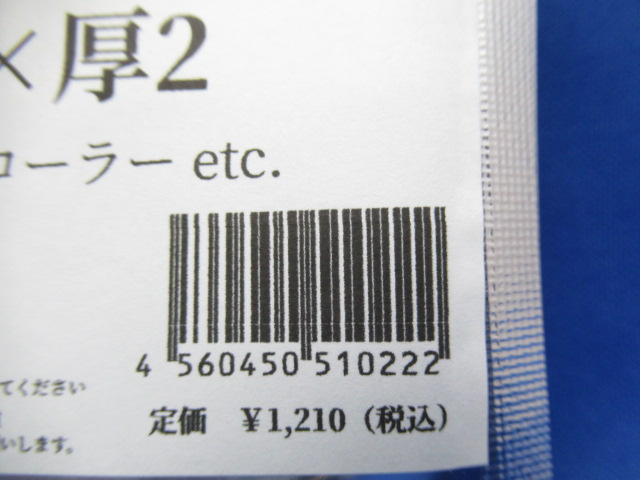 ×厚2
ローラー etc.
4 560450 510222
てください
定価 ¥1,210（税込）
いします。